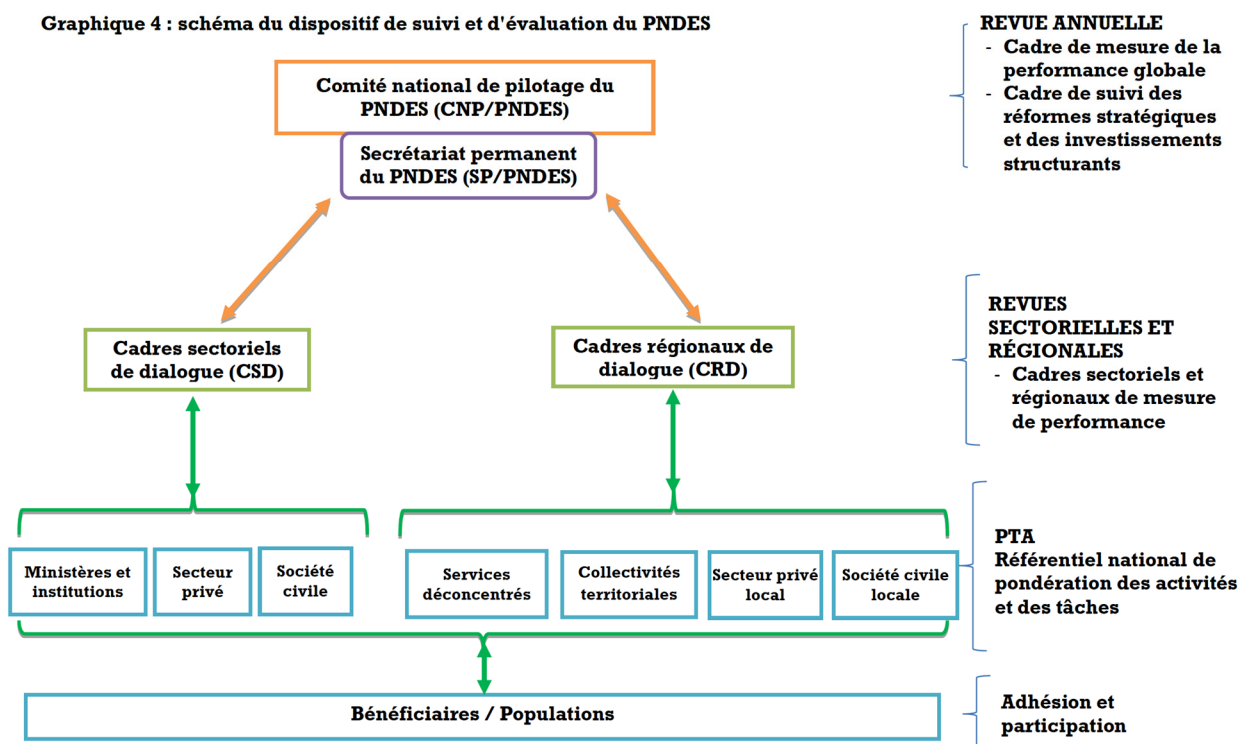 Graphique 4 : schéma du dispositif de suivi et d'évaluation du PNDES
REVUE ANNUELLE
- Cadre de mesure de la
performance globale
- Cadre de suivi des
réformes stratégiques
et des investissements
structurants
Comité national de pilotage du
PNDES (CNP/PNDES)
Secrétariat permanent
du PNDES (SP/PNDES)
Cadres sectoriels
de dialogue (CSD)
Cadres régionaux de
dialogue (CRD)
REVUES
SECTORIELLES ET
RÉGIONALES
- Cadres sectoriels et
régionaux de mesure
de performance
Ministères et
institutions
Secteur
privé
Société
civile
Services
déconcentrés
Collectivités
territoriales
Secteur privé
local
Société civile
locale
PTA
Référentiel national de
pondération des activités
et des tâches
Bénéficiaires / Populations
Adhésion et
participation